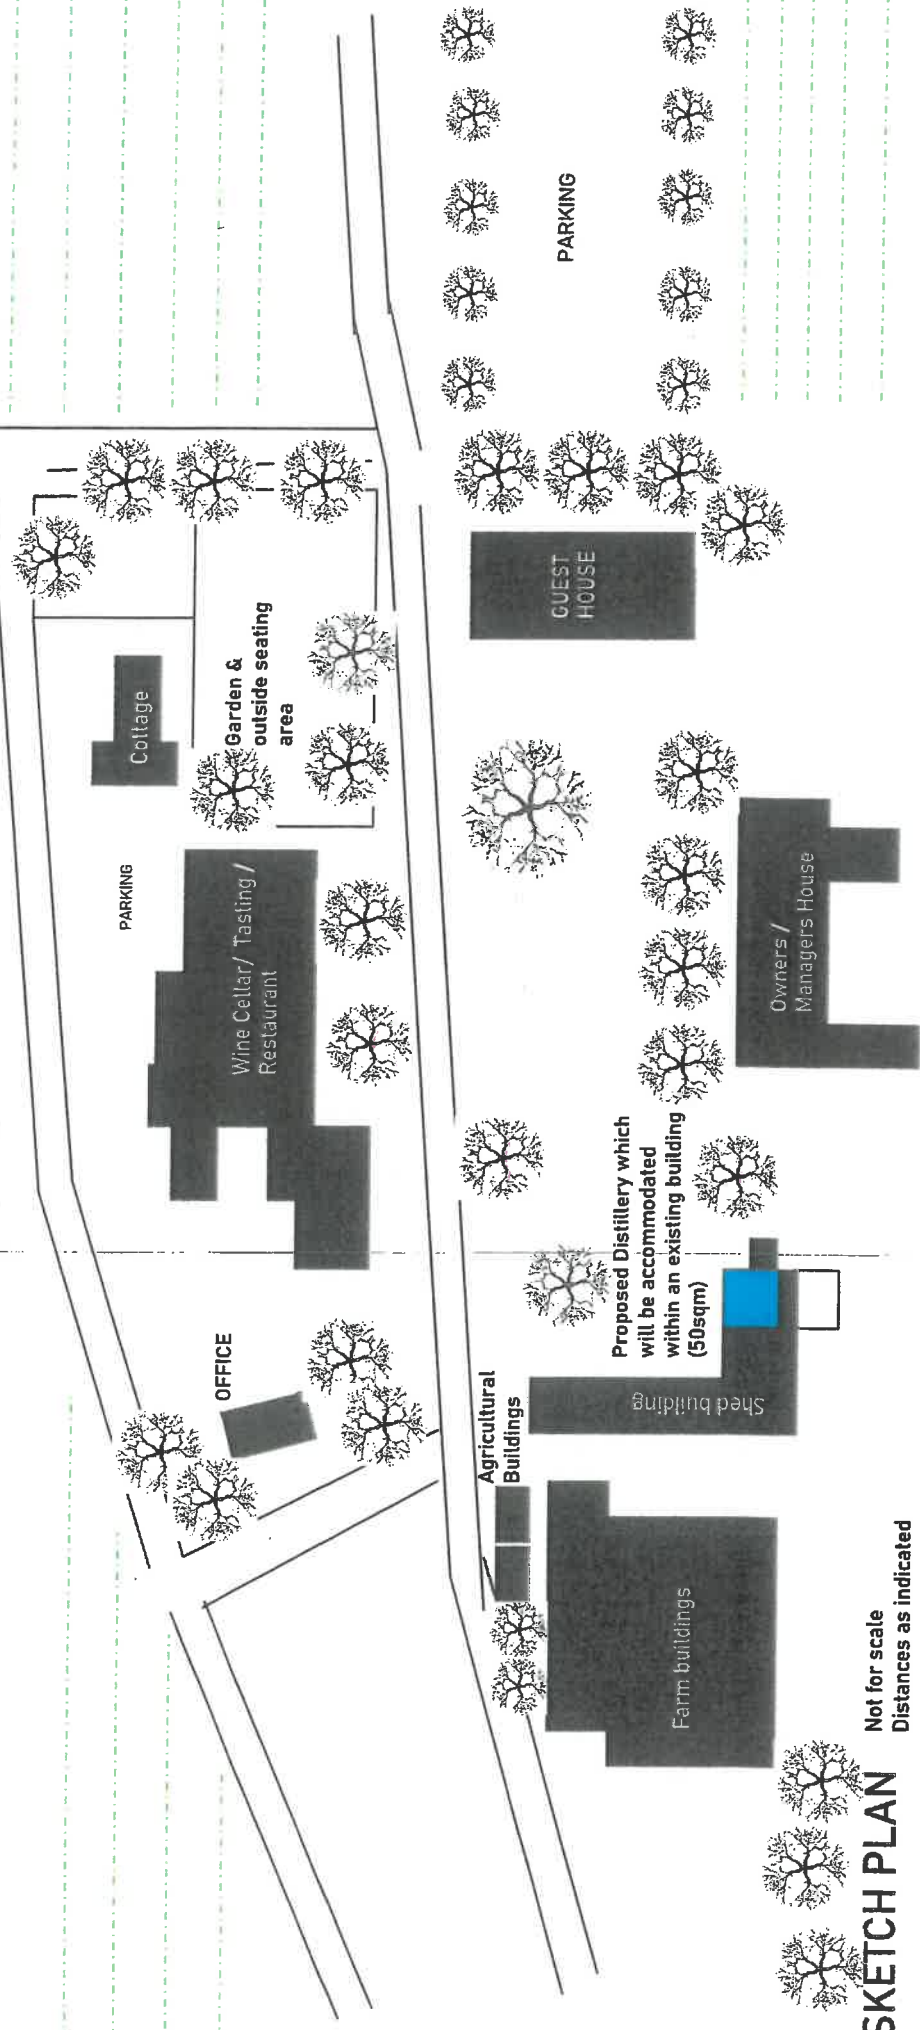 PARKING
GUEST
HOUSE
Cottage
Garden &
outside seating
area
PARKING
Wine Cellar/ Tasting /
Restaurant
Owners /
Managers House
Proposed Distillery which
will be accommodated
within an existing building
(50sqm)
OFFICE
Agricultural
Buildings
Shed building
Farm buildings
Not for scale
Distances as indicated
SKETCH PLAN